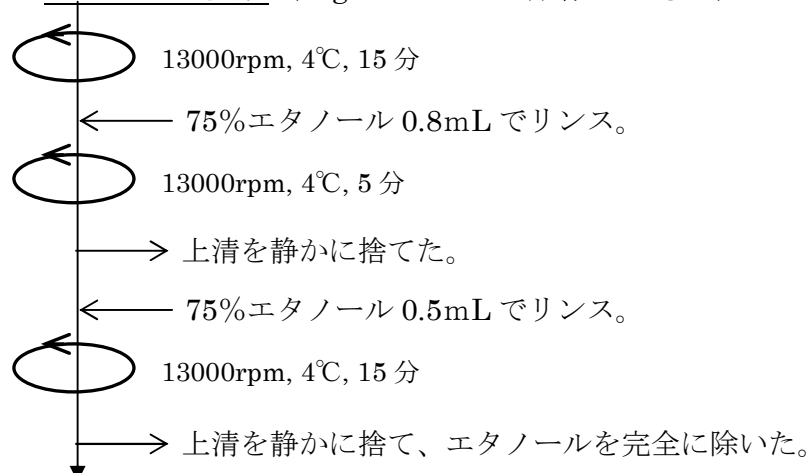 13000rpm, 4℃, 15 分
75%エタノール 0.8mL でリンス。
13000rpm, 4℃, 5 分
上清を静かに捨てた。
75%エタノール 0.5mL でリンス。
13000rpm, 4℃, 15 分
上清を静かに捨て、エタノールを完全に除いた。